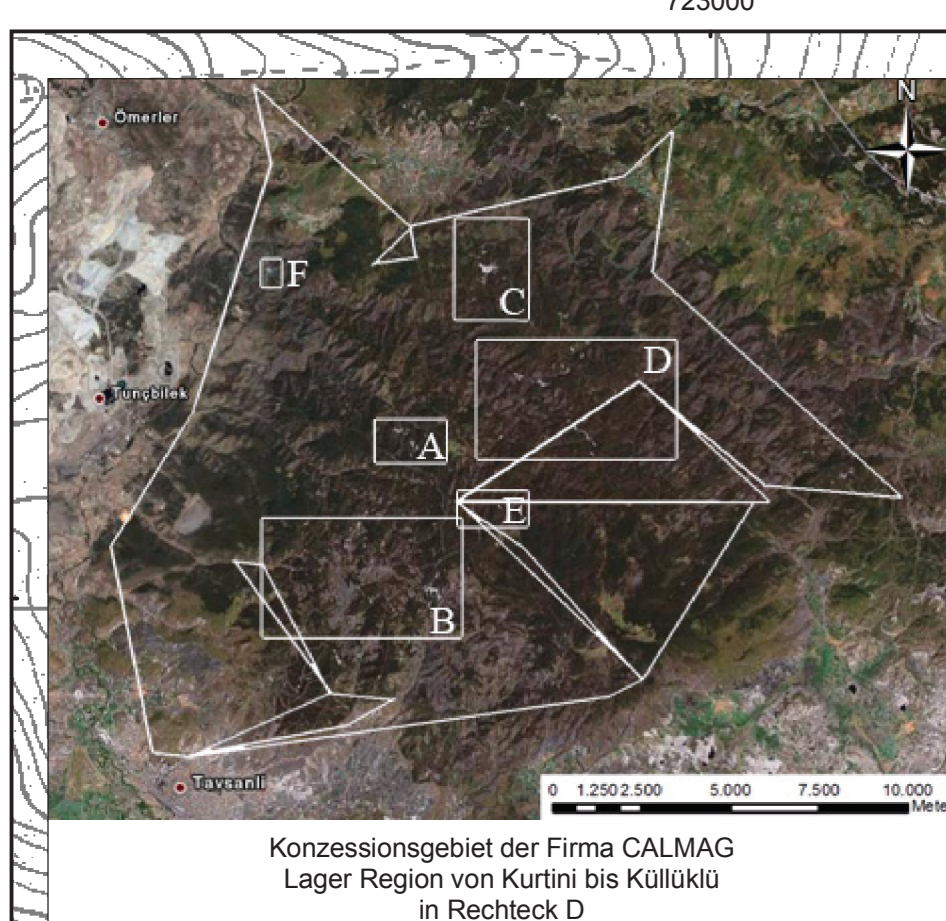 723000
Ömerler
N
F
C
D
Tunçbilek
A
E
B
Tavsanli
0 1.250 2.500 5.000 7.500 10.000
Mete
Konzessionsgebiet der Firma CALMAG
Lager Region von Kurtini bis Küllüklü
in Rechteck D